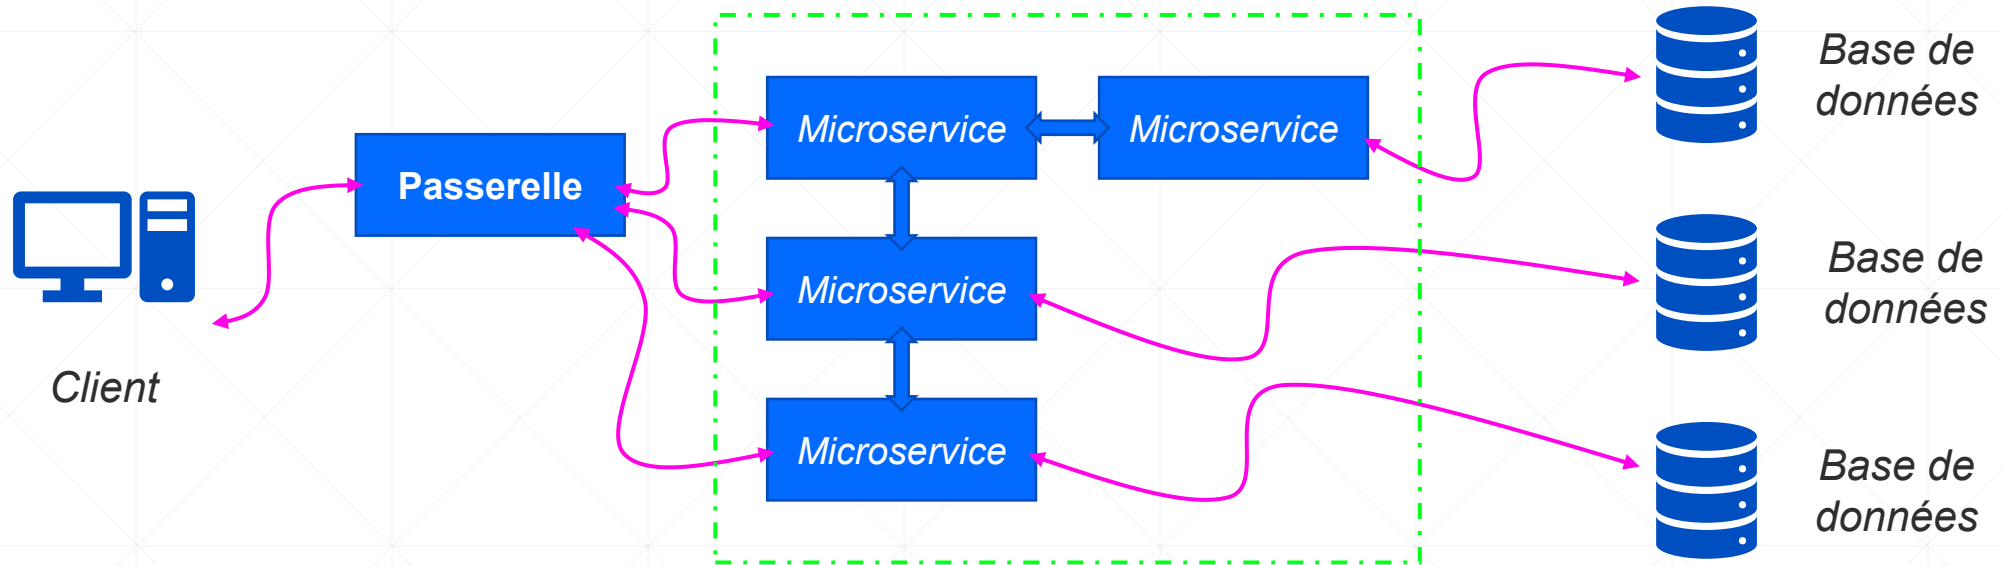 Client
Passerelle
Microservice
Microservice
Microservice
Microservice
Base de
données
Base de
données
Base de
données